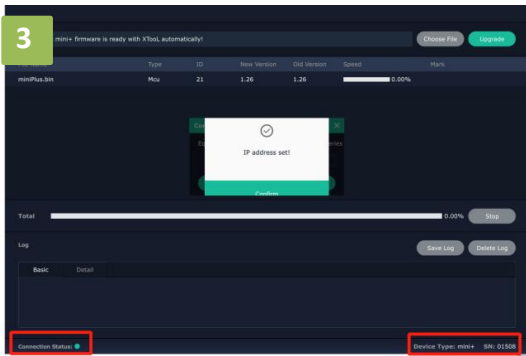 3
mini+ firmware is ready with XTooL automatically!
Choose File
Upgrade
Type ID New Version Old Version Speed Mark
miniPlus.bin Mcu 21 1.26 1.26 0.00%
IP address set!
Confirm
Total 0.00% Stop
Log Save Log Delete Log
Basic Detail
Connection Status: Device Type: mini+ SN: 01508